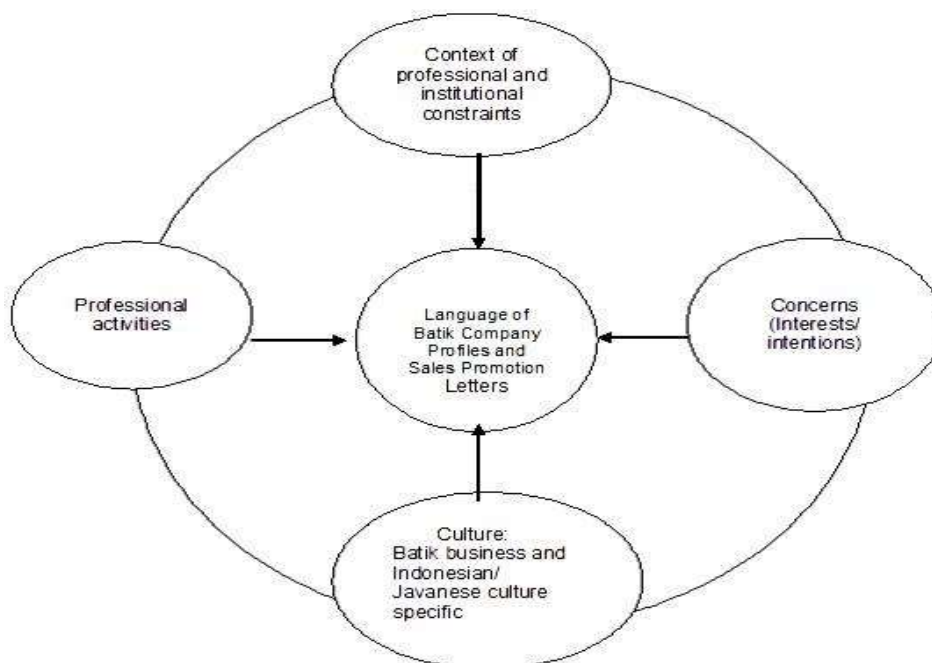 Context of
professional and
institutional
constraints
Professional
activities
Language of
Batik Company
Profiles and
Sales Promotion
Letters
Concerns
(Interests/
intentions)
Culture:
Batik business and
Indonesian/
Javanese culture
specific